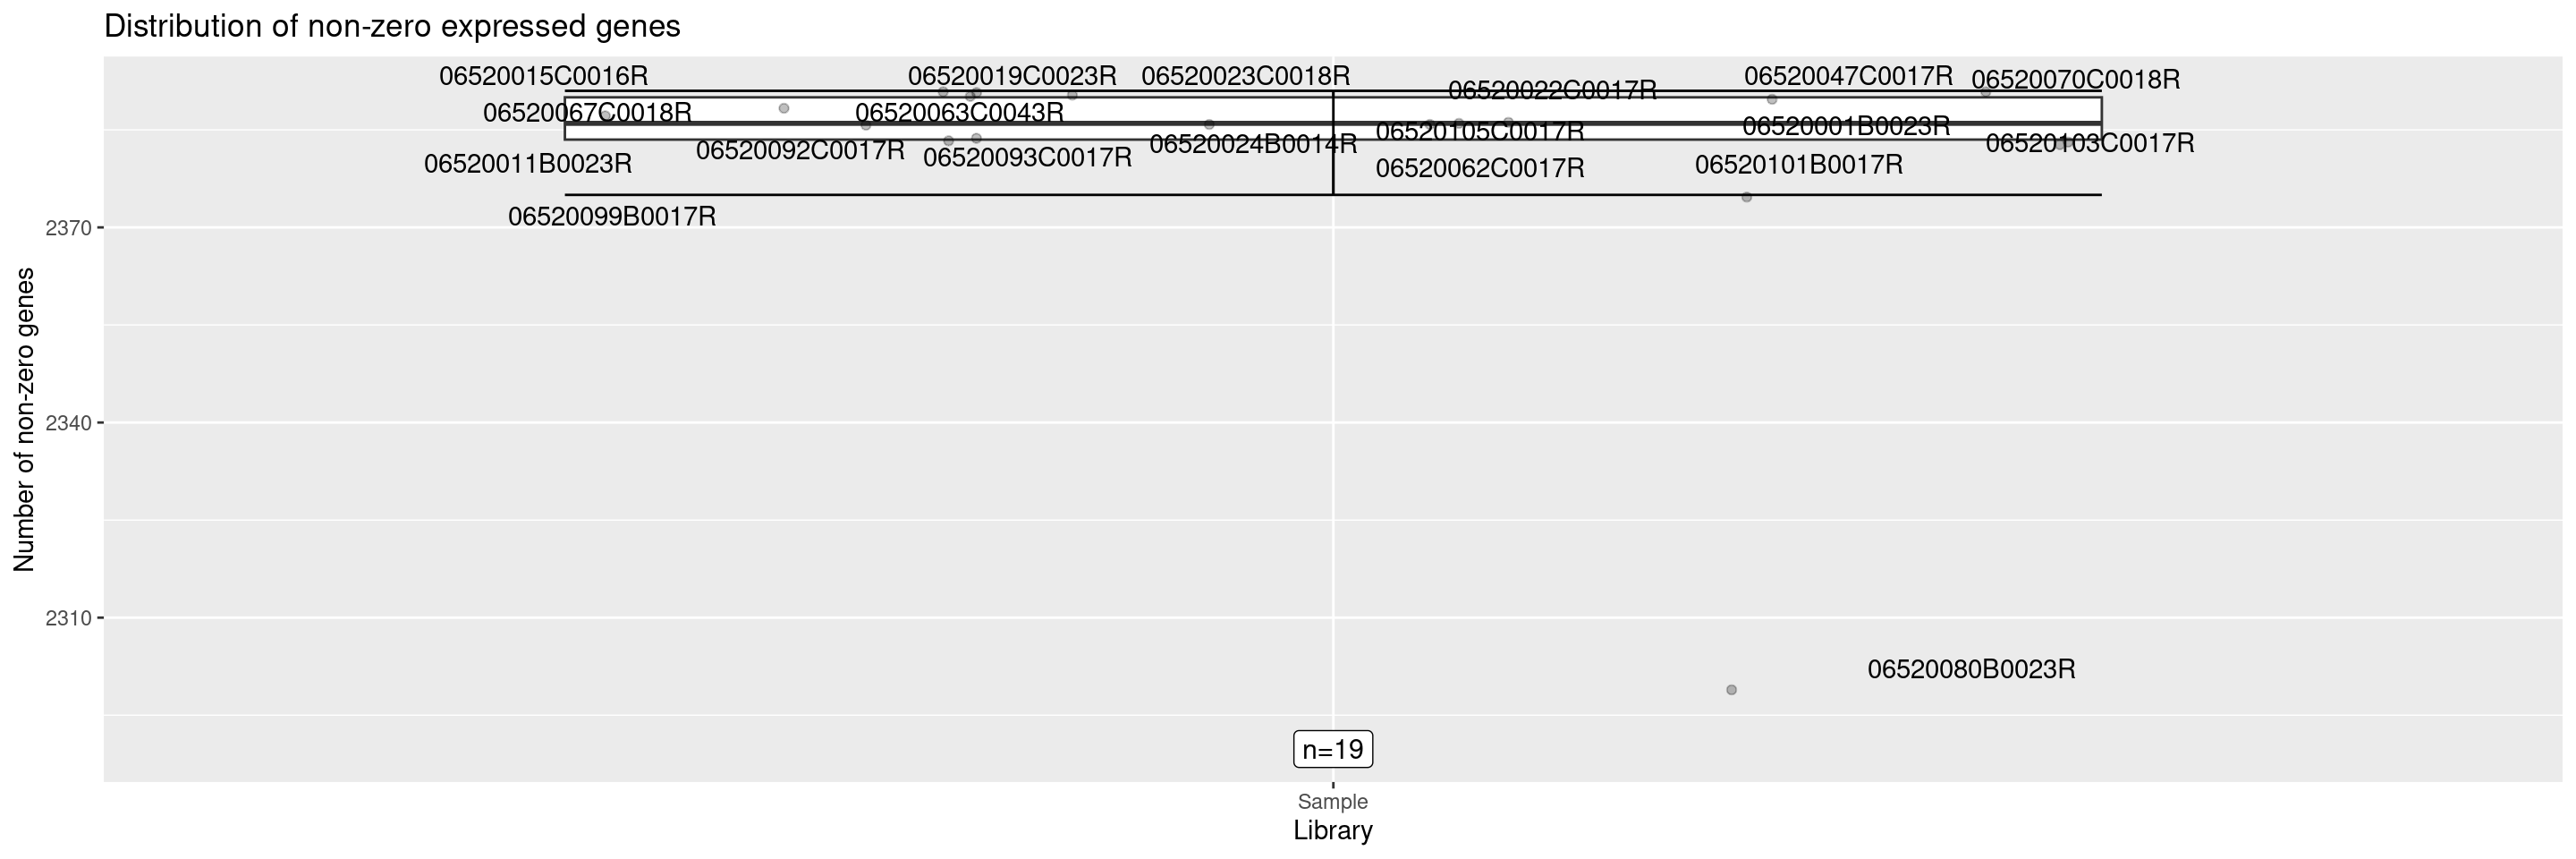 Distribution of non-zero expressed genes
06520015C0016R
06520019C0023R
06520023C0018R
06520022C0017R
06520047C0017R
06520070C0018R
06520067C0018R
06520063C0043R
06520105C0017R
06520001B0023R
06520011B0023R
06520092C0017R
06520093C0017R
06520024B0014R
06520062C0017R
06520101B0017R
06520103C0017R
06520099B0017R
06520080B0023R
Number of non-zero genes
2370
2340
2310
n=19
Sample
Library